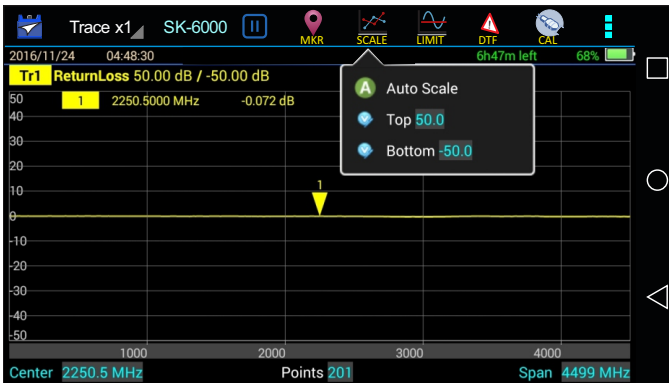 Trace x1 SK-6000 MKR SCALE LIMIT DTF CAL
2016/11/24 04:48:30 6h47m left 68%
Tr1 ReturnLoss 50.00 dB / -50.00 dB
A Auto Scale
Top 50.0
Bottom -50.0
50 1 2250.5000 MHz -0.072 dB
40
30
20
10
1
0
-10
-20
-30
-40
-50
1000 2000 3000 4000
Center 2250.5 MHz Points 201 Span 4499 MHz